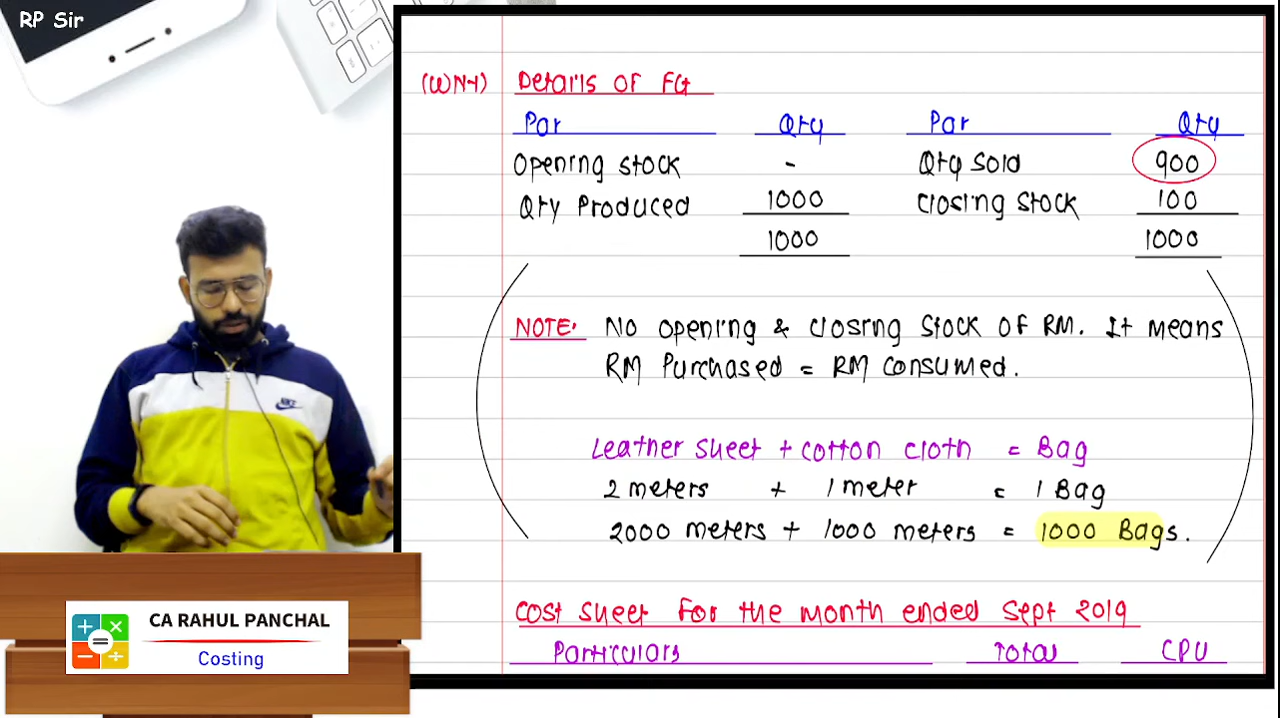 RP Sir
(WN-1) Details of FG
Par Qty Par Qty
Opening stock - Qty sold 900
Qty Produced 1000 Closing stock 100
1000 1000
NOTE: No opening & closing stock of RM. It means
RM Purchased = RM consumed.
Leather sheet + cotton cloth = Bag
2 meters + 1 meter = 1 Bag
2000 meters + 1000 meters = 1000 Bags.
Cost sheet for the month ended Sept 2019
Particulars Total CPU
CA RAHUL PANCHAL
Costing